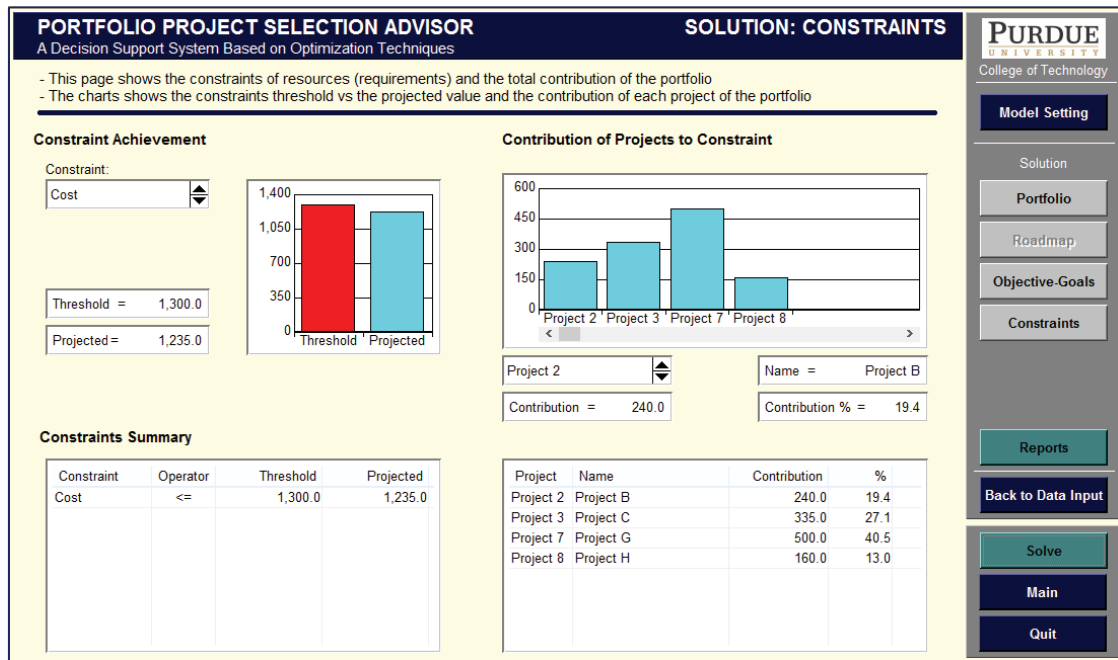 PORTFOLIO PROJECT SELECTION ADVISOR SOLUTION: CONSTRAINTS
A Decision Support System Based on Optimization Techniques
- This page shows the constraints of resources (requirements) and the total contribution of the portfolio
- The charts shows the constraints threshold vs the projected value and the contribution of each project of the portfolio
Constraint Achievement
Constraint:
Cost
1,400
1,050
700
350
0
Threshold Projected
Threshold = 1,300.0
Projected = 1,235.0
Contribution of Projects to Constraint
600
450
300
150
0
Project 2 Project 3 Project 7 Project 8
< >
Project 2
Name = Project B
Contribution = 240.0
Contribution % = 19.4
Constraints Summary
Constraint Operator Threshold Projected
Cost <= 1,300.0 1,235.0
Project Name Contribution %
Project 2 Project B 240.0 19.4
Project 3 Project C 335.0 27.1
Project 7 Project G 500.0 40.5
Project 8 Project H 160.0 13.0
PURDUE
UNIVERSITY
College of Technology
Model Setting
Solution
Portfolio
Roadmap
Objective-Goals
Constraints
Reports
Back to Data Input
Solve
Main
Quit